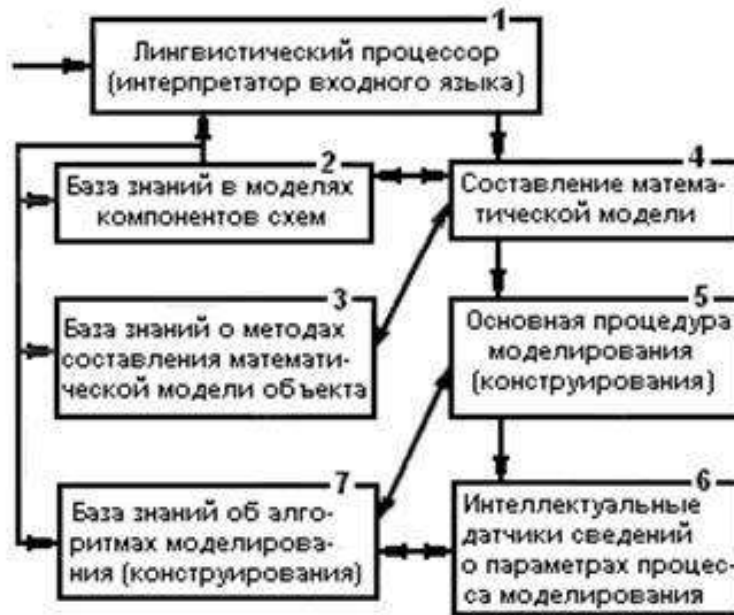 1
Лингвистический процессор
(интерпретатор входного языка)
2
База знаний в моделях
компонентов схем
4
Составление матема-
тической модели
3
База знаний о методах
составления математи-
ческой модели объекта
5
Основная процедура
моделирования
(конструирования)
7
База знаний об алго-
ритмах моделирова-
ния (конструирования)
6
Интеллектуальные
датчики сведений
о параметрах процес-
са моделирования